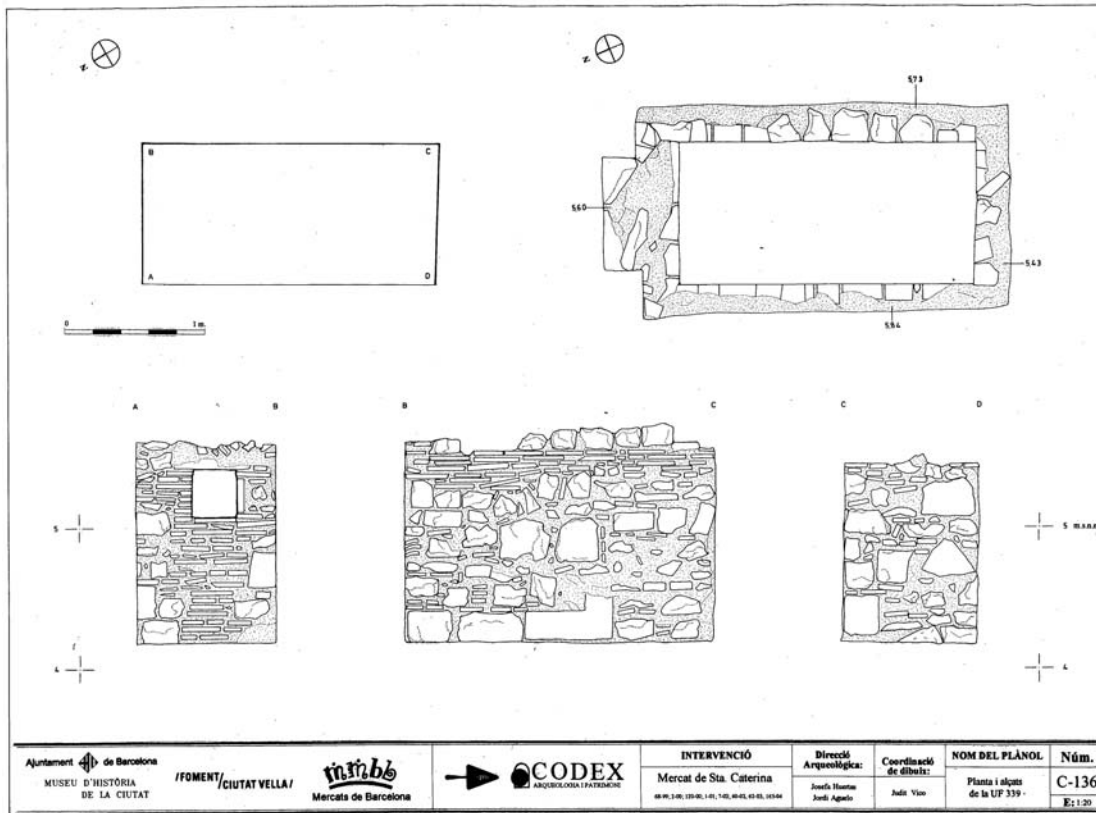 N
N
B C
A D
0 1 m.
5,73
5,60
5,43
5,84
A B
B C
C D
5
5 m.s.n.m
4
4
Ajuntament de Barcelona
MUSEU D'HISTÒRIA
DE LA CIUTAT
/FOMENT/CIUTAT VELLA/
mmbb
Mercats de Barcelona
CODEX
ARQUEOLOGIA I PATRIMONI
INTERVENCIÓ
Mercat de Sta. Caterina
Direcció
Arqueològica:
Josefa Huertas
Jordi Aguelo
Coordinació
de dibuix:
Judit Vico
NOM DEL PLÀNOL
Planta i alçats
de la UF 339 -
Núm.
C-136
E: 1:20